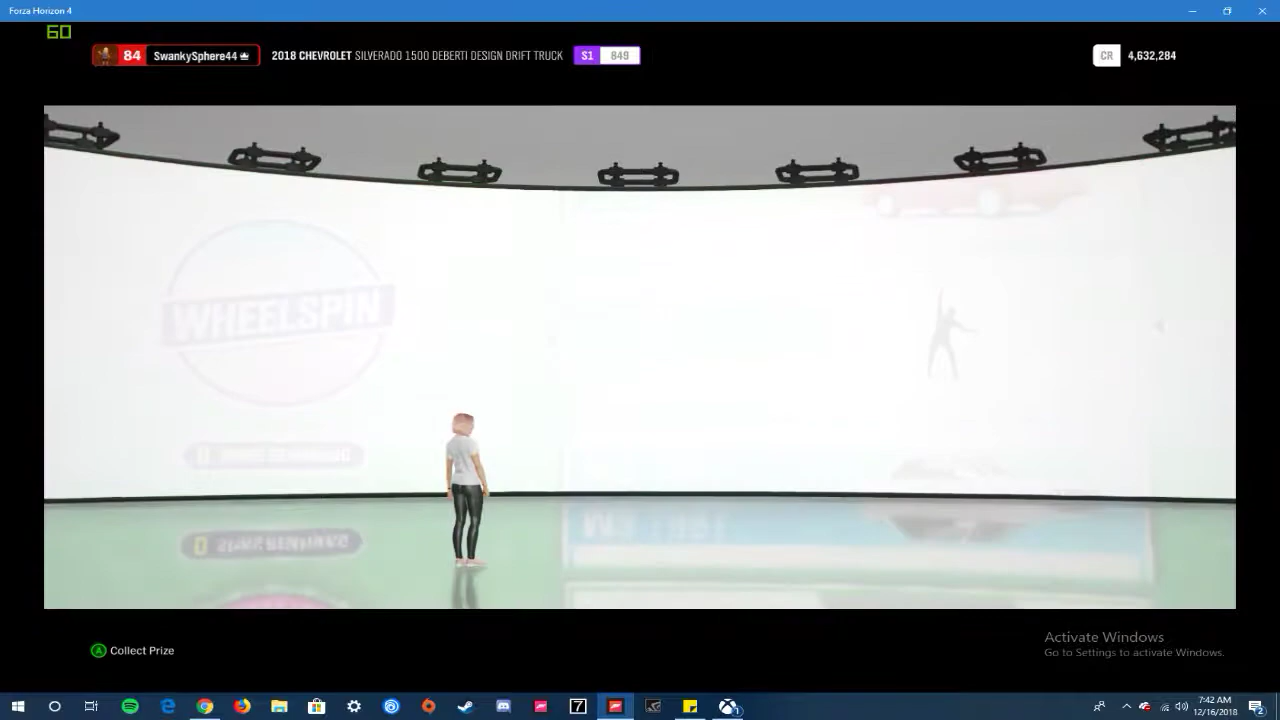 Forza Horizon 4
60
84 SwankySphere44 2018 CHEVROLET SILVERADO 1500 DEBERTI DESIGN DRIFT TRUCK S1 849 CR 4,632,284
WHEELSPIN
A Collect Prize
Activate Windows
Go to Settings to activate Windows.
7:42 AM
12/16/2018